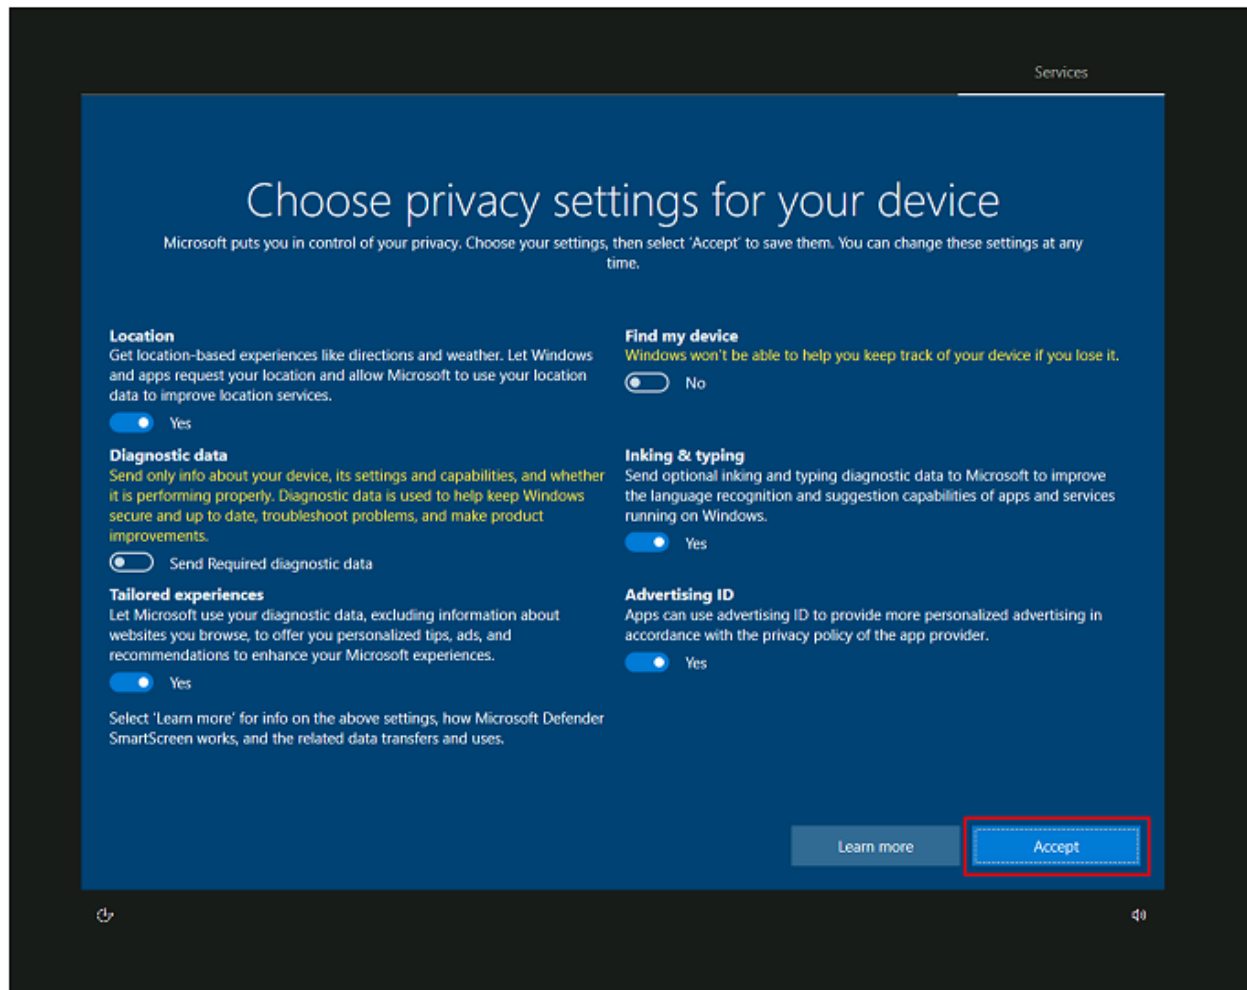 Services
Choose privacy settings for your device
Microsoft puts you in control of your privacy. Choose your settings, then select 'Accept' to save them. You can change these settings at any
time.
Location
Get location-based experiences like directions and weather. Let Windows
and apps request your location and allow Microsoft to use your location
data to improve location services.
Yes
Diagnostic data
Send only info about your device, its settings and capabilities, and whether
it is performing properly. Diagnostic data is used to help keep Windows
secure and up to date, troubleshoot problems, and make product
improvements.
Send Required diagnostic data
Tailored experiences
Let Microsoft use your diagnostic data, excluding information about
websites you browse, to offer you personalized tips, ads, and
recommendations to enhance your Microsoft experiences.
Yes
Select 'Learn more' for info on the above settings, how Microsoft Defender
SmartScreen works, and the related data transfers and uses.
Find my device
Windows won't be able to help you keep track of your device if you lose it.
No
Inking & typing
Send optional inking and typing diagnostic data to Microsoft to improve
the language recognition and suggestion capabilities of apps and services
running on Windows.
Yes
Advertising ID
Apps can use advertising ID to provide more personalized advertising in
accordance with the privacy policy of the app provider.
Yes
Learn more
Accept